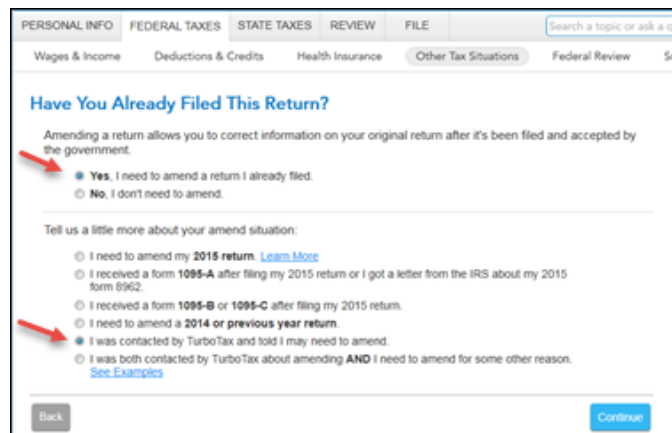 PERSONAL INFO FEDERAL TAXES STATE TAXES REVIEW FILE Search a topic or ask a
Wages & Income Deductions & Credits Health Insurance Other Tax Situations Federal Review
Have You Already Filed This Return?
Amending a return allows you to correct information on your original return after it's been filed and accepted by
the government.
Yes, I need to amend a return I already filed.
No, I don't need to amend.
Tell us a little more about your amend situation:
I need to amend my 2015 return. Learn More
I received a form 1095-A after filing my 2015 return or I got a letter from the IRS about my 2015
form 8962.
I received a form 1095-B or 1095-C after filing my 2015 return.
I need to amend a 2014 or previous year return.
I was contacted by TurboTax and told I may need to amend.
I was both contacted by TurboTax about amending AND I need to amend for some other reason.
See Examples
Back Continue